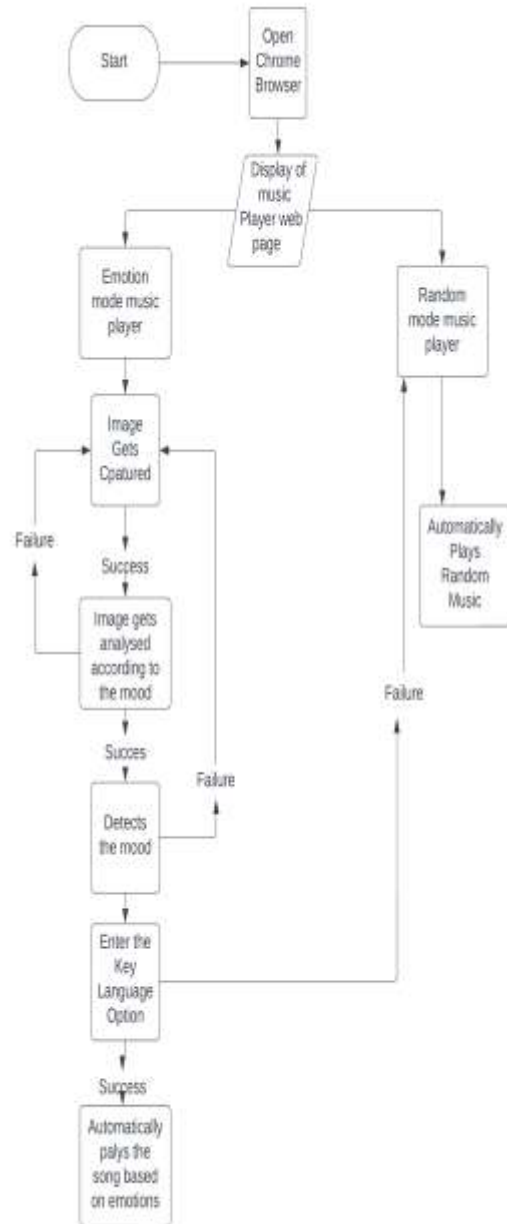 Start
Open
Chrome
Browser
Display of
music
Player web
page
Emotion
mode music
player
Random
mode music
player
Image
Gets
Cpatured
Failure
Success
Automatically
Plays
Random
Music
Image gets
analysed
according to
the mood
Failure
Succes
Failure
Detects
the mood
Enter the
Key
Language
Option
Success
Automatically
palys the
song based
on emotions